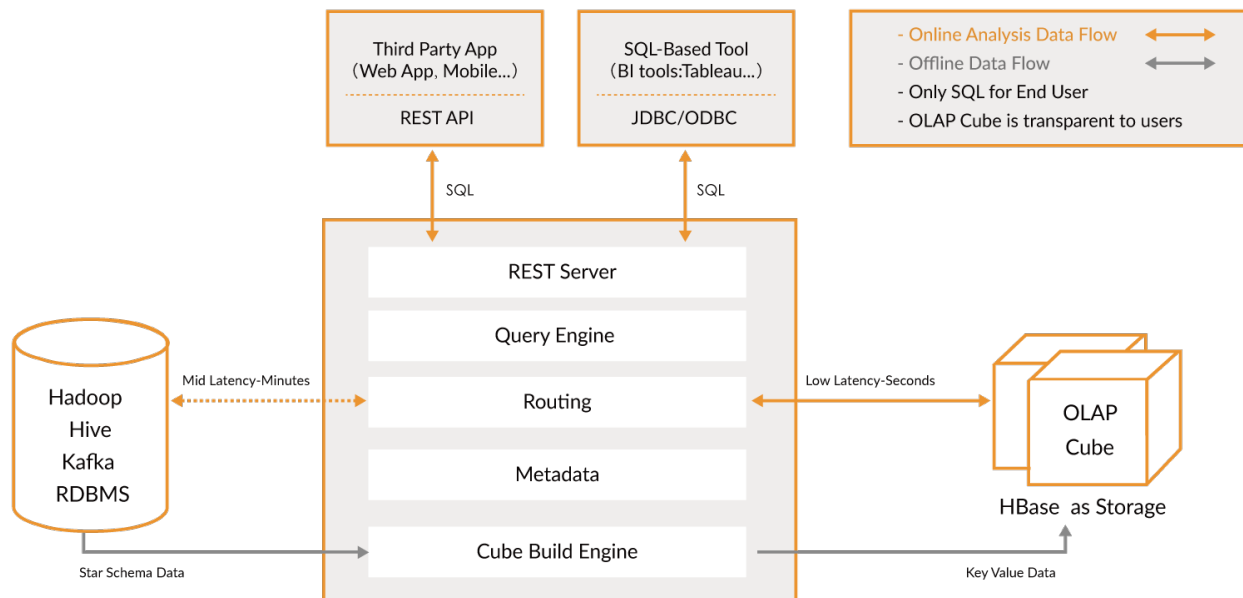 Third Party App
(Web App, Mobile...)
REST API
SQL-Based Tool
(BI tools:Tableau...)
JDBC/ODBC
- Online Analysis Data Flow
- Offline Data Flow
- Only SQL for End User
- OLAP Cube is transparent to users
SQL
SQL
REST Server
Query Engine
Routing
Metadata
Cube Build Engine
Hadoop
Hive
Kafka
RDBMS
Mid Latency-Minutes
Low Latency-Seconds
OLAP
Cube
HBase as Storage
Star Schema Data
Key Value Data